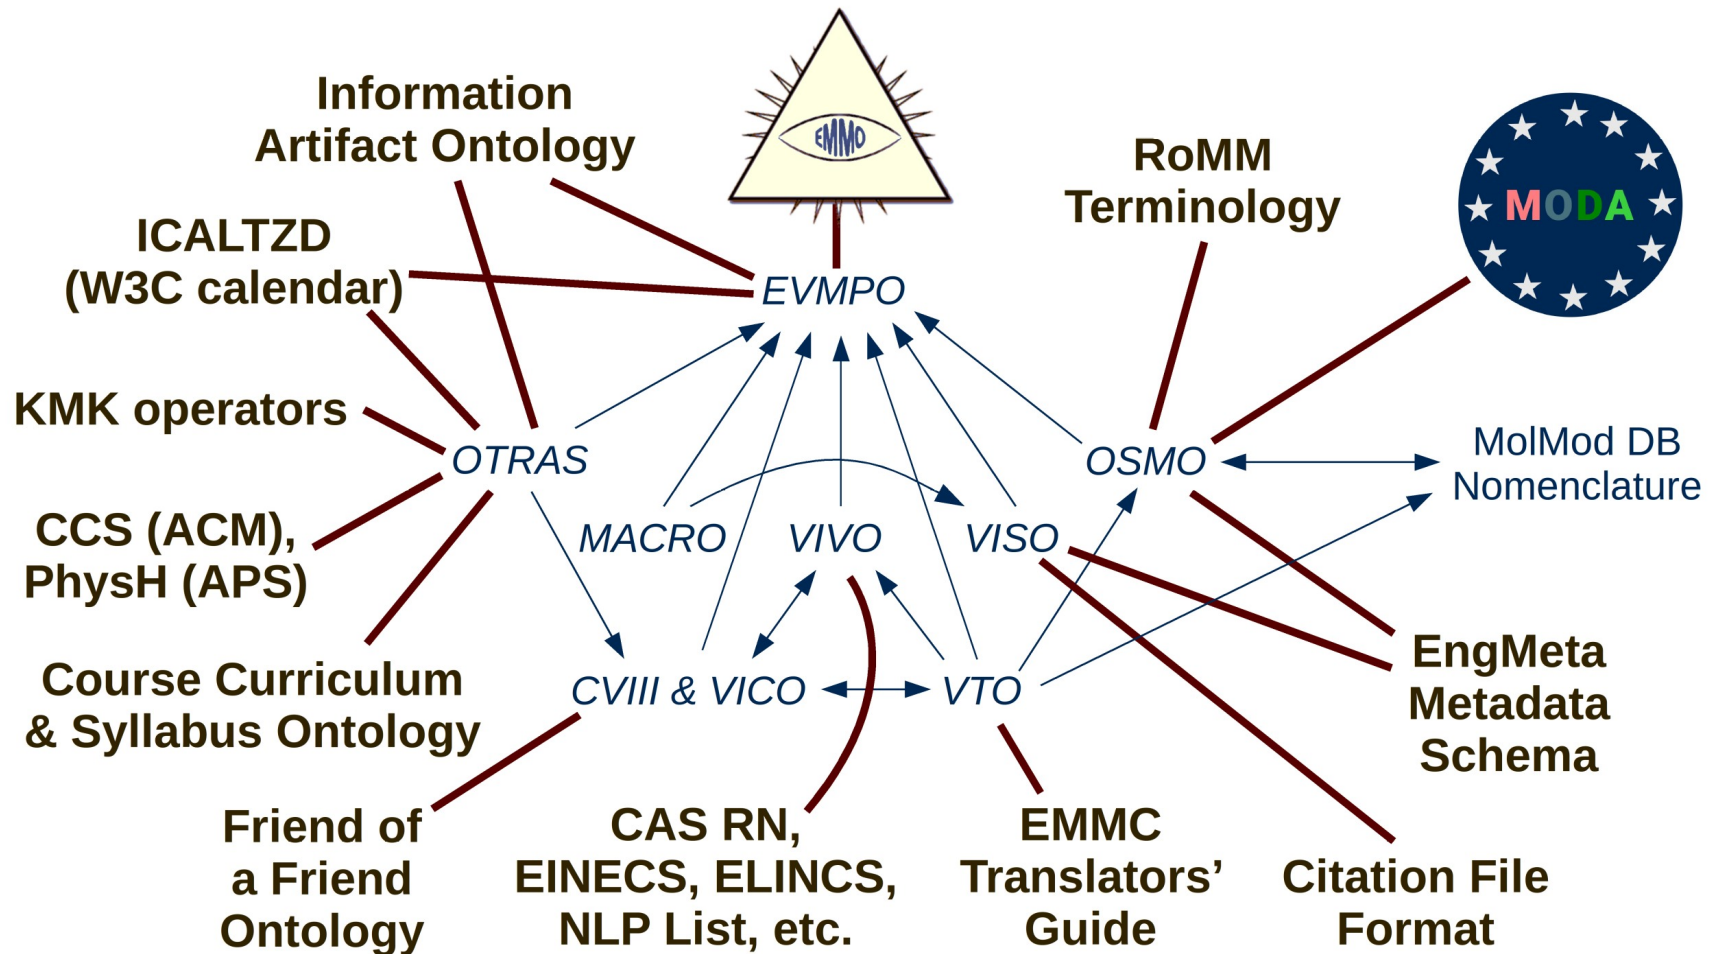 Information
Artifact Ontology
EMMO
RoMM
Terminology
MODA
ICALTZD
(W3C calendar)
EVMPO
KMK operators
OTRAS
OSMO
MolMod DB
Nomenclature
CCS (ACM),
PhysH (APS)
MACRO
VIVO
VISO
Course Curriculum
& Syllabus Ontology
CVIII & VICO
VTO
EngMeta
Metadata
Schema
Friend of
a Friend
Ontology
CAS RN,
EINECS, ELINCS,
NLP List, etc.
EMMC
Translators’
Guide
Citation File
Format